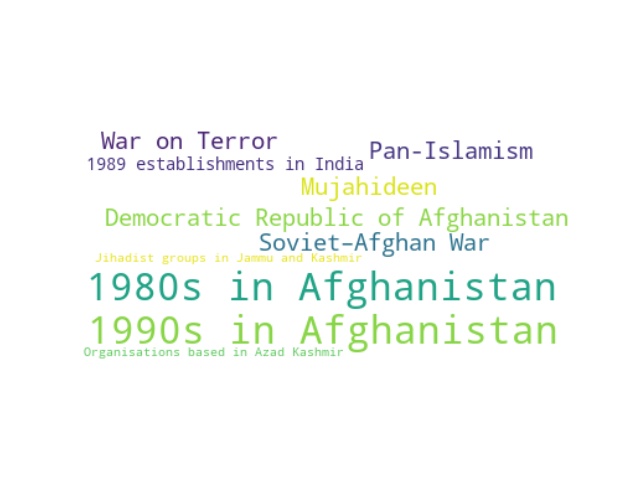 War on Terror
Pan-Islamism
1989 establishments in India
Mujahideen
Democratic Republic of Afghanistan
Soviet–Afghan War
Jihadist groups in Jammu and Kashmir
1980s in Afghanistan
1990s in Afghanistan
Organisations based in Azad Kashmir